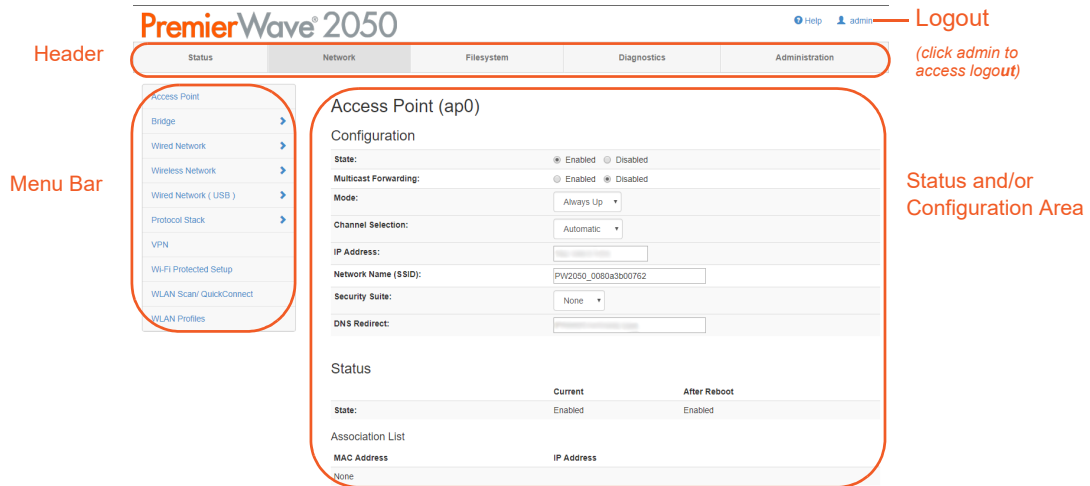 PremierWave® 2050
Help admin
Logout
(click admin to
access logout)
Header
Status Network Filesystem Diagnostics Administration
Menu Bar
Access Point
Bridge
Wired Network
Wireless Network
Wired Network ( USB )
Protocol Stack
VPN
Wi-Fi Protected Setup
WLAN Scan/ QuickConnect
WLAN Profiles
Access Point (ap0)
Configuration
State: Enabled Disabled
Multicast Forwarding: Enabled Disabled
Mode: Always Up
Channel Selection: Automatic
IP Address:
Network Name (SSID): PW2050_0080a3b00762
Security Suite: None
DNS Redirect:
Status
Current After Reboot
State: Enabled Enabled
Association List
MAC Address IP Address
None
Status and/or
Configuration Area